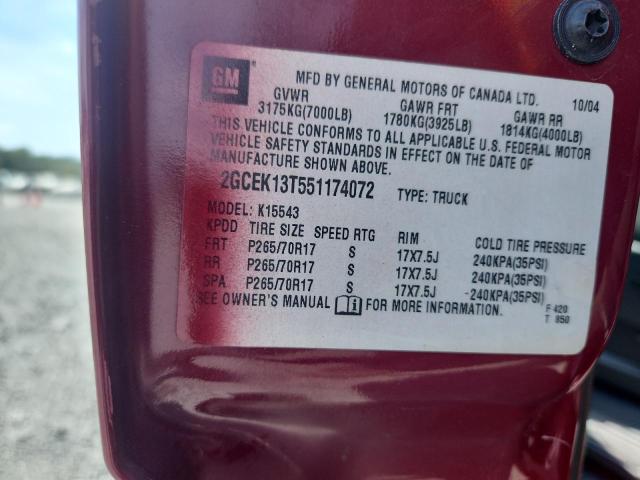 GM
MFD BY GENERAL MOTORS OF CANADA LTD. 10/04
GVWR GAWR FRT GAWR RR
3175KG(7000LB) 1780KG(3925LB) 1814KG(4000LB)
THIS VEHICLE CONFORMS TO ALL APPLICABLE U.S. FEDERAL MOTOR
VEHICLE SAFETY STANDARDS IN EFFECT ON THE DATE OF
MANUFACTURE SHOWN ABOVE.
2GCEK13T551174072 TYPE: TRUCK
MODEL: K15543
KPDD TIRE SIZE SPEED RTG RIM COLD TIRE PRESSURE
FRT P265/70R17 S 17X7.5J 240KPA(35PSI)
RR P265/70R17 S 17X7.5J 240KPA(35PSI)
SPA P265/70R17 S 17X7.5J 240KPA(35PSI)
SEE OWNER'S MANUAL FOR MORE INFORMATION.
F 420
T 850